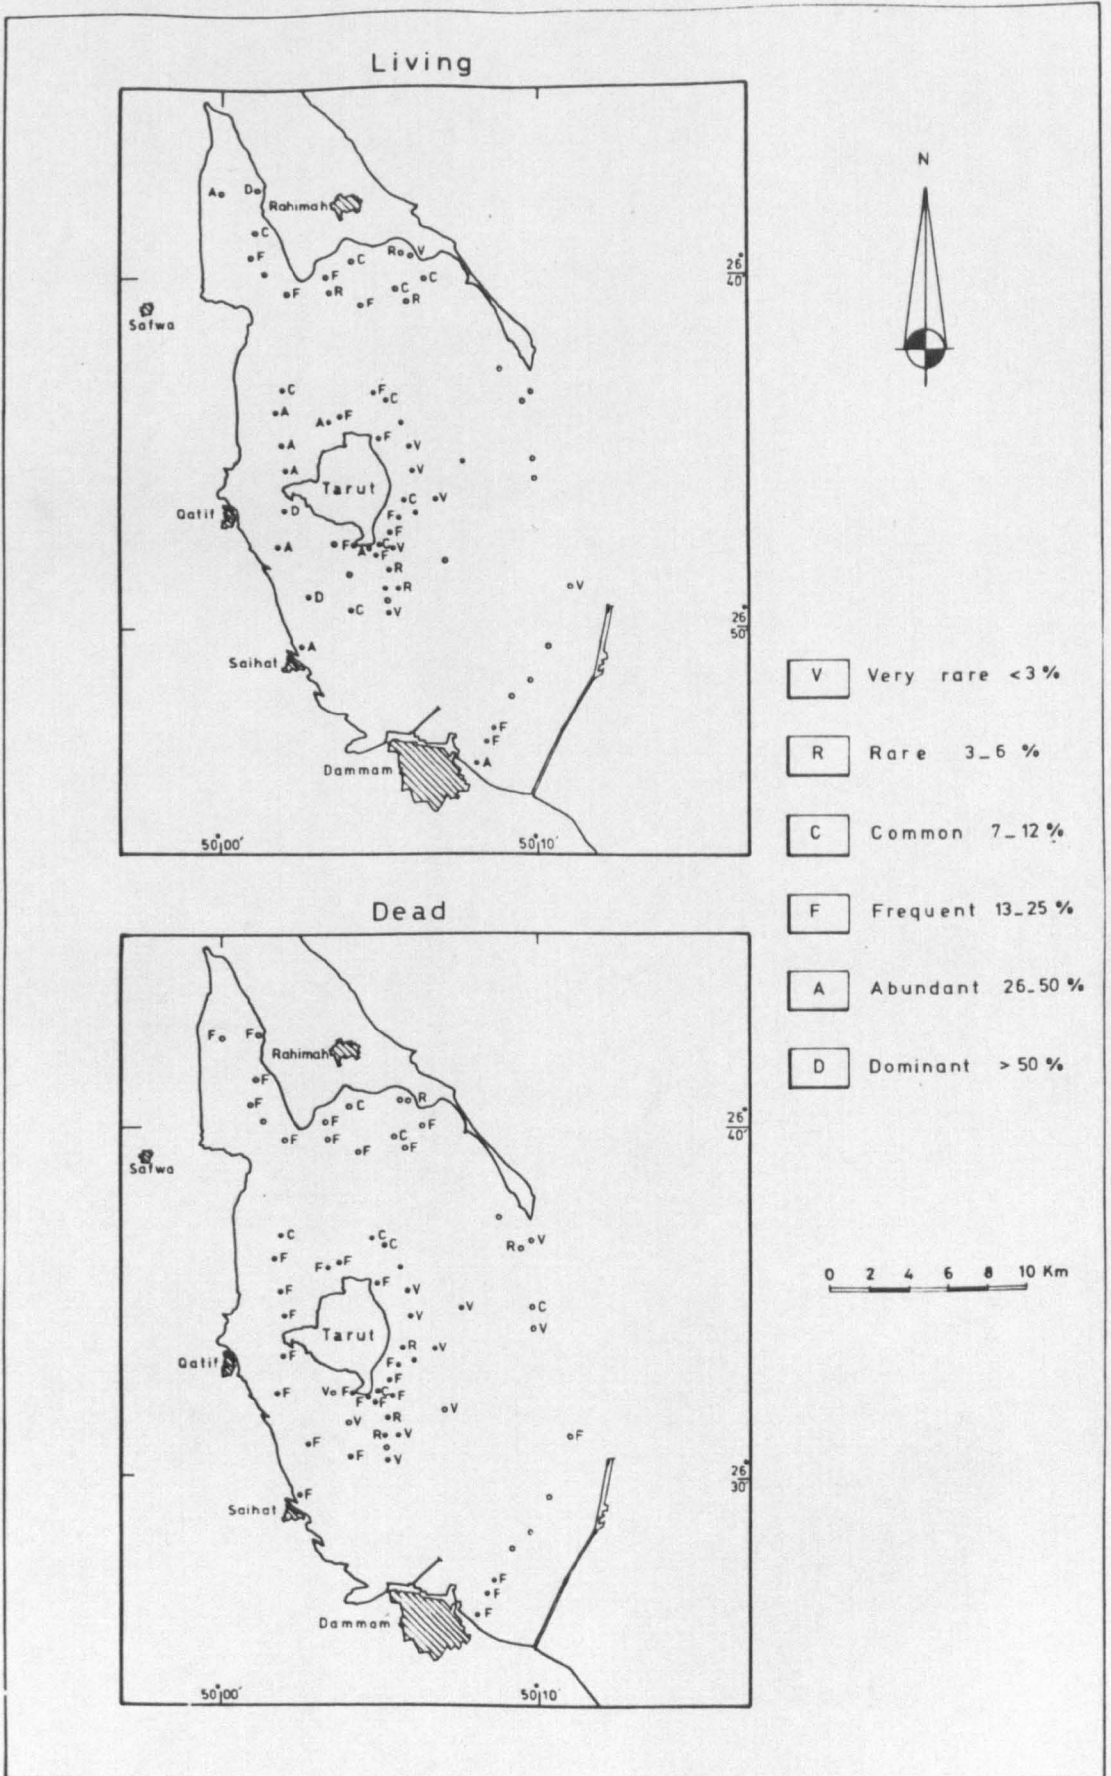 Living
N
A
D
Rahimah
C
R V
F
C
F
C
26°
40'
F
R
C
F
R
Safwa
C
F
C
A
A F
F
A
V
A
Tarut
V
C V
Qatif
D
F
F
A
F C V
A F
R
R
D
C
V
V
26°
50'
A
Saihat
F
F
Dammam
A
50°00'
50°10'
V Very rare <3%
R Rare 3_6 %
C Common 7_12 %
F Frequent 13_25 %
A Abundant 26_50 %
D Dominant > 50 %
Dead
F
F
Rahimah
F
F
C
R
F
F
26°
40'
F
F
C
F
F
Safwa
C
C
C
R V
F
F F
F
F
V
V
C
F
V
V
Tarut
R V
Qatif
F
F
F
F
V F C F
F F
V
R
V
R V
F
F
F
V
26°
30'
F
Saihat
F
F
Dammam
F
50°00'
50°10'
0 2 4 6 8 10 Km